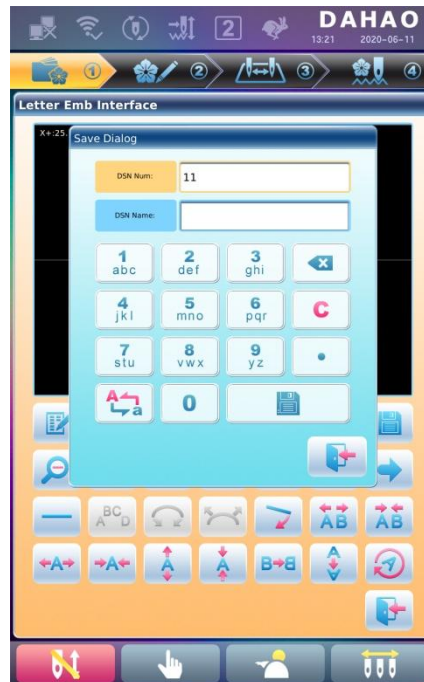 DAHAO
2
13:21 2020-06-11
1 2 3 4
Letter Emb Interface
X+:25.
Save Dialog
DSN Num: 11
DSN Name:
1 2 3
abc def ghi
4 5 6 C
jkl mno pqr
7 8 9
stu vwx yz
A a 0
A BC D AB AB
A A A A B B A A